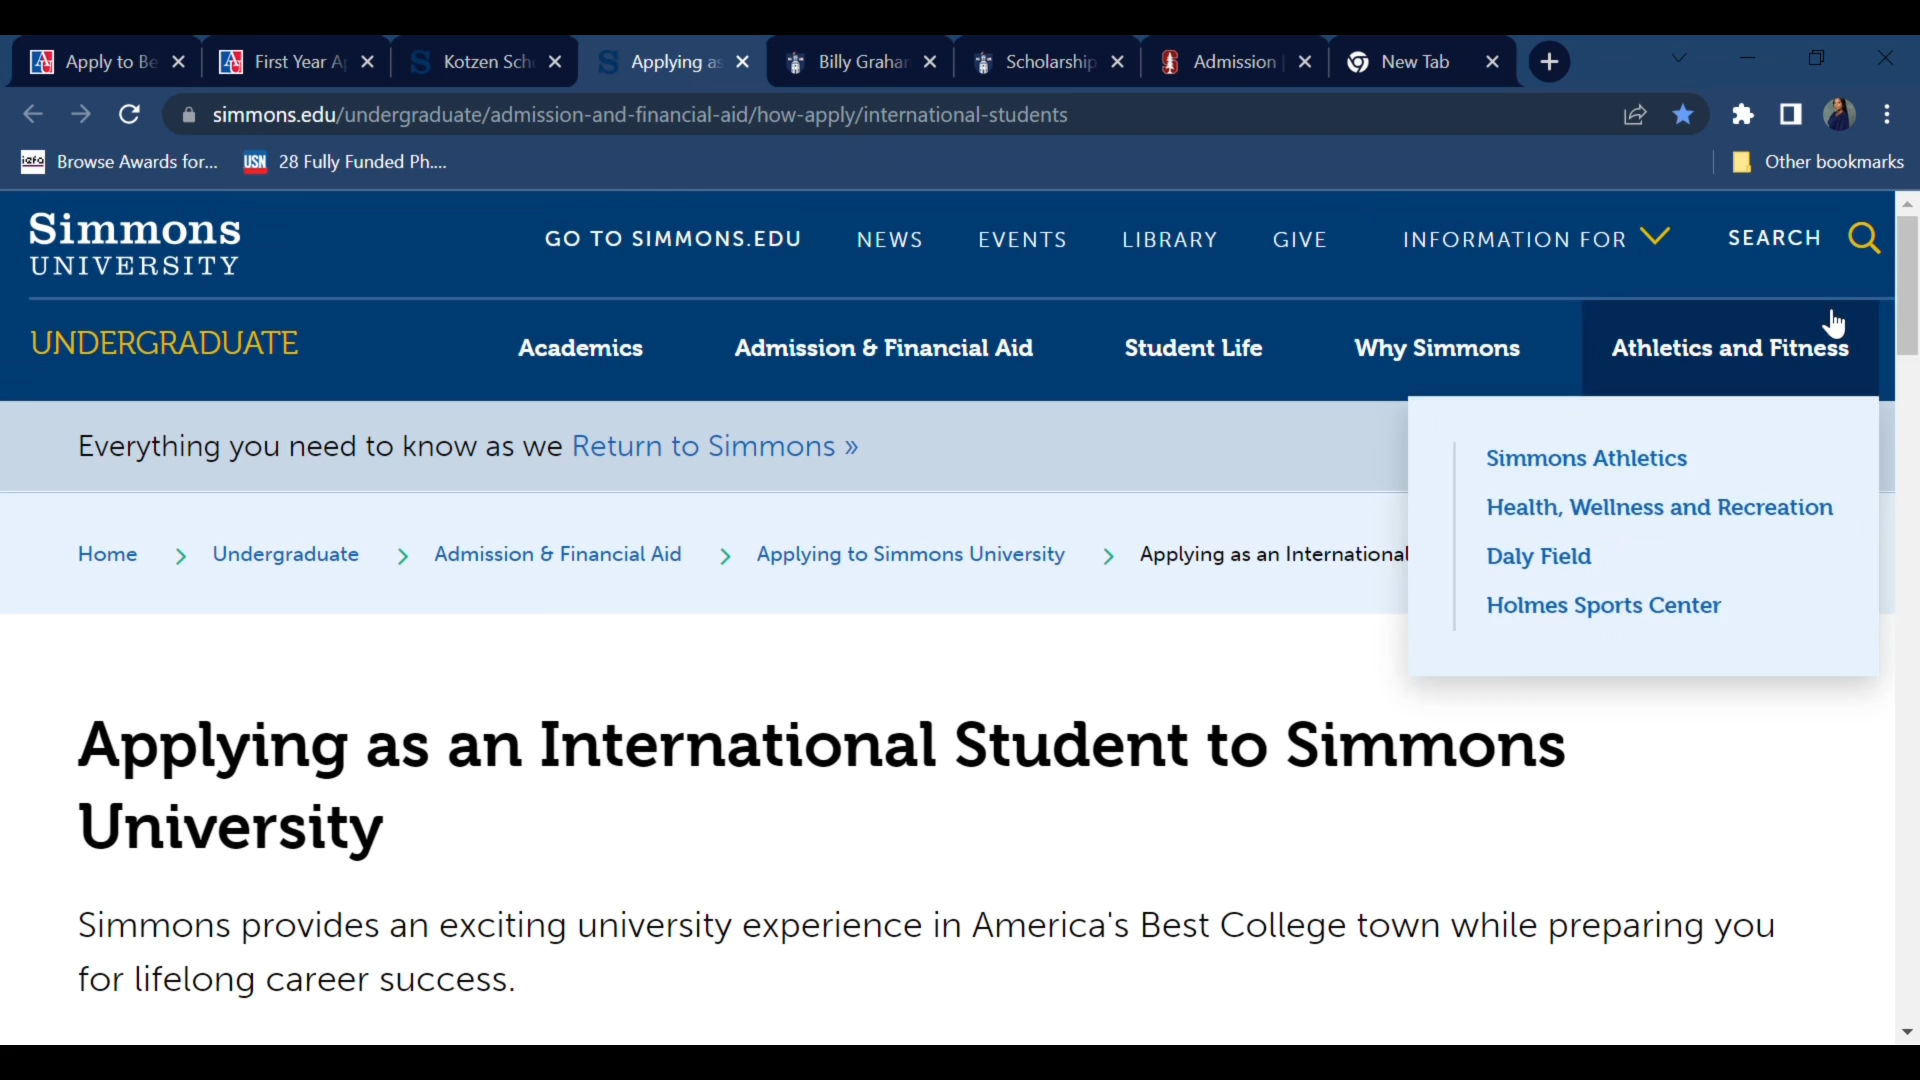 Apply to Be
First Year A
Kotzen Sch
Applying as
Billy Graham
Scholarship
Admission
New Tab
simmons.edu/undergraduate/admission-and-financial-aid/how-apply/international-students
iefa Browse Awards for...
USN 28 Fully Funded Ph....
Other bookmarks
Simmons
UNIVERSITY
GO TO SIMMONS.EDU
NEWS
EVENTS
LIBRARY
GIVE
INFORMATION FOR
SEARCH
UNDERGRADUATE
Academics
Admission & Financial Aid
Student Life
Why Simmons
Athletics and Fitness
Everything you need to know as we Return to Simmons »
Simmons Athletics
Health, Wellness and Recreation
Daly Field
Holmes Sports Center
Home > Undergraduate > Admission & Financial Aid > Applying to Simmons University > Applying as an International
Applying as an International Student to Simmons
University
Simmons provides an exciting university experience in America's Best College town while preparing you
for lifelong career success.